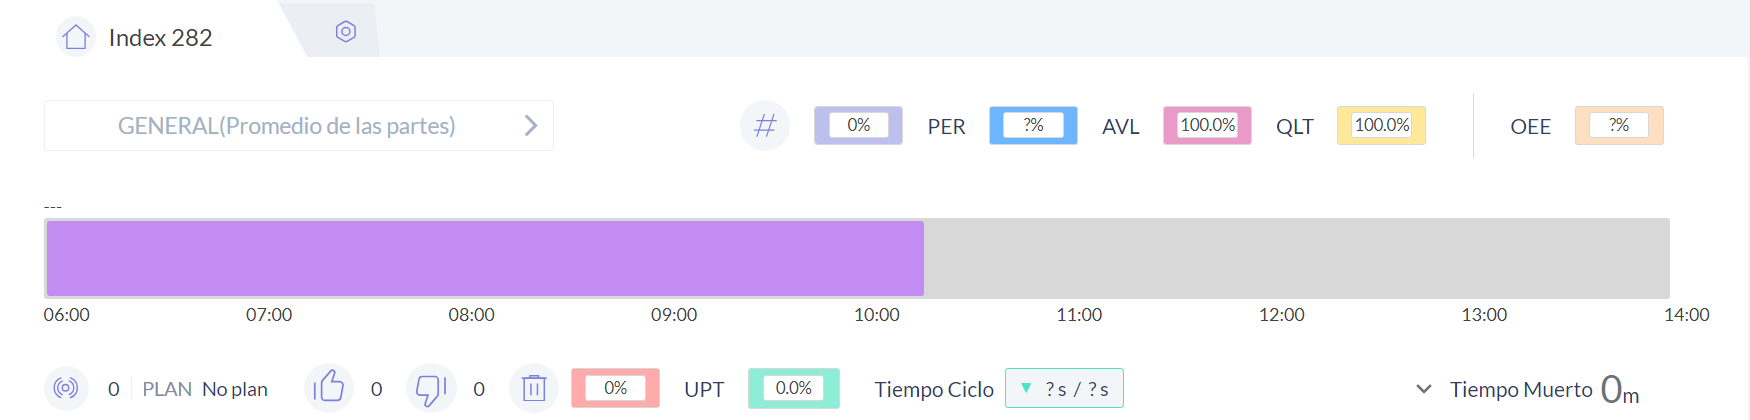 Index 282
GENERAL(Promedio de las partes)
# 0% PER ?% AVL 100.0% QLT 100.0% OEE ?%
---
06:00 07:00 08:00 09:00 10:00 11:00 12:00 13:00 14:00
0 PLAN No plan 0 0 0% UPT 0.0% Tiempo Ciclo ▼ ?s / ?s Tiempo Muerto 0m